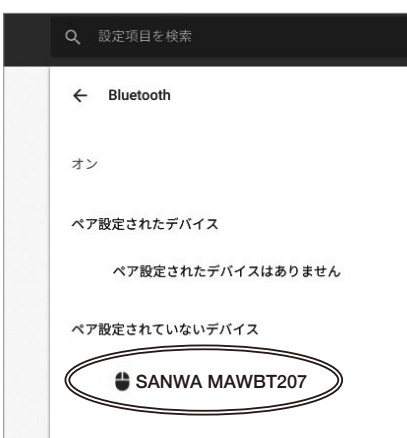 設定項目を検索
Bluetooth
オン
ペア設定されたデバイス
ペア設定されたデバイスはありません
ペア設定されていないデバイス
SANWA MAWBT207